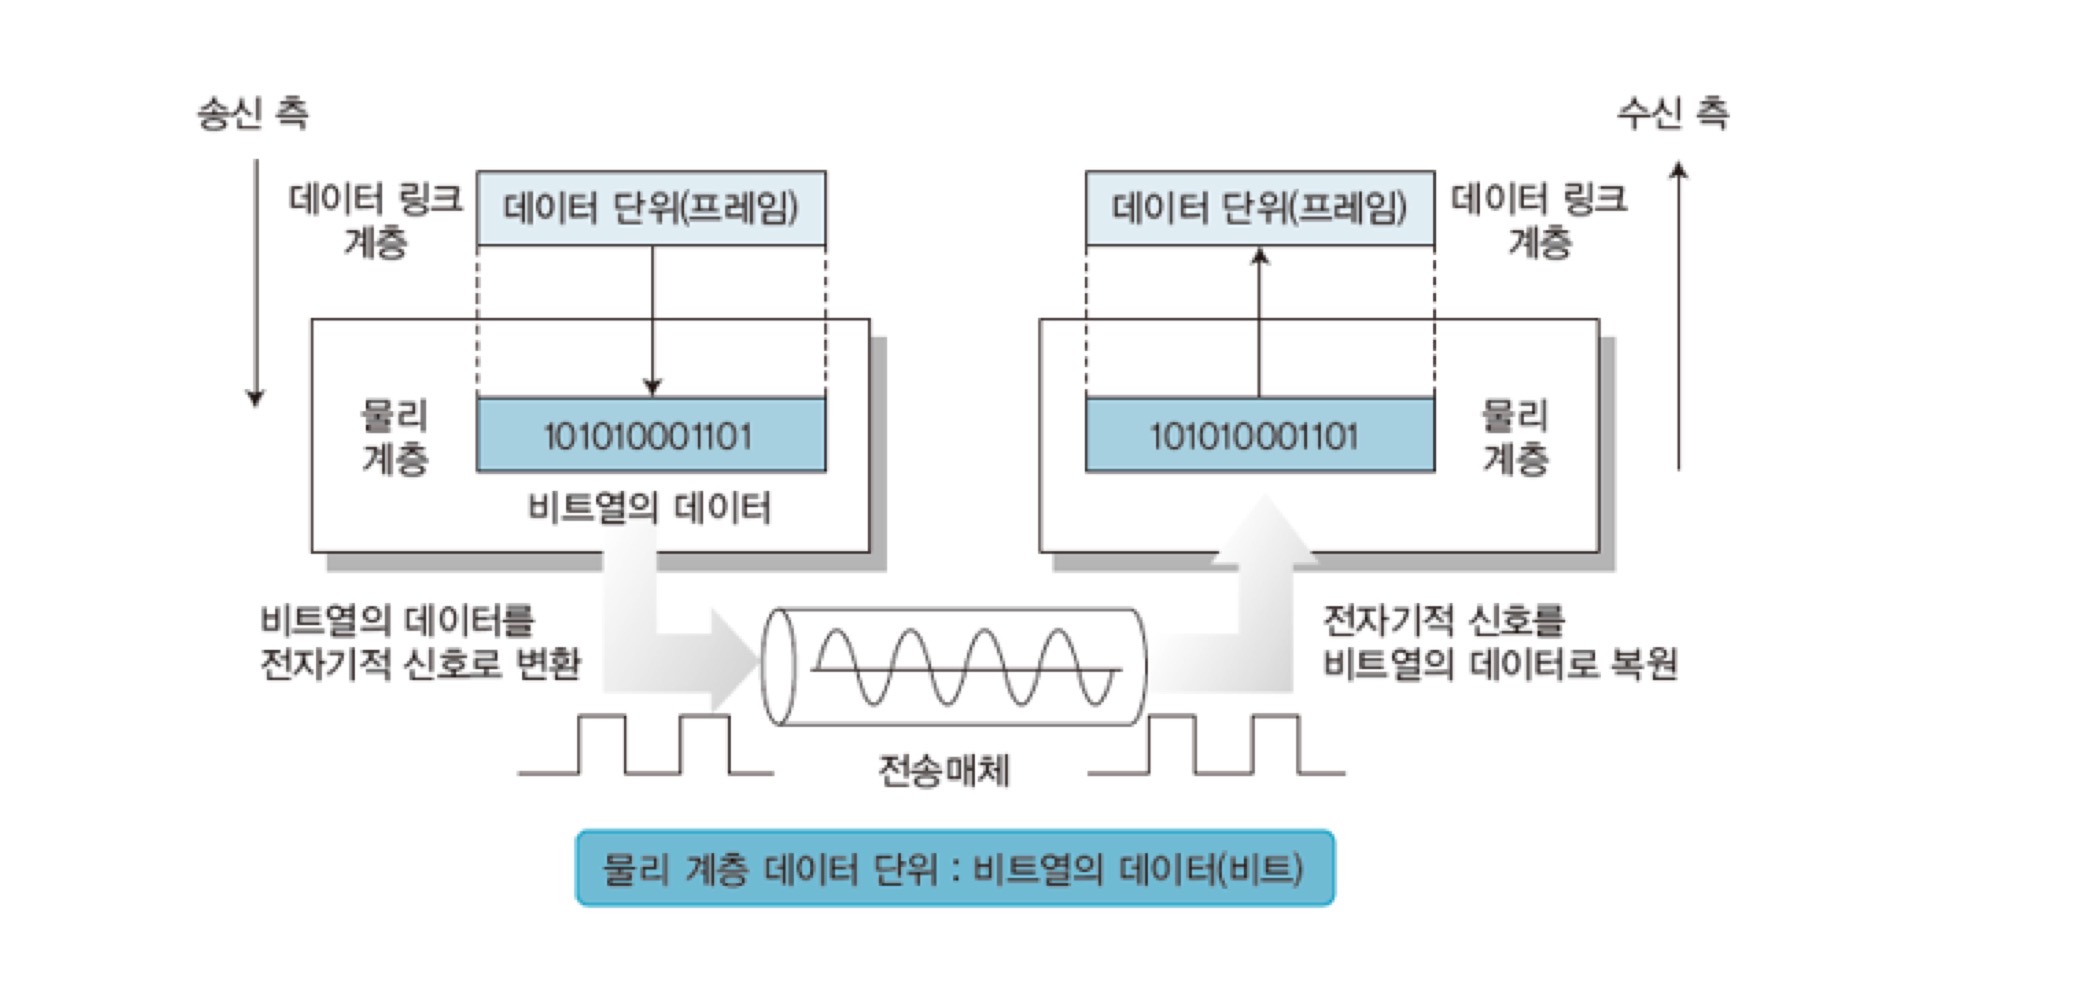 송신 측
수신 측
데이터 링크
계층
데이터 단위(프레임)
데이터 단위(프레임)
데이터 링크
계층
물리
계층
101010001101
비트열의 데이터
101010001101
물리
계층
비트열의 데이터를
전자기적 신호로 변환
전자기적 신호를
비트열의 데이터로 복원
전송매체
물리 계층 데이터 단위 : 비트열의 데이터(비트)